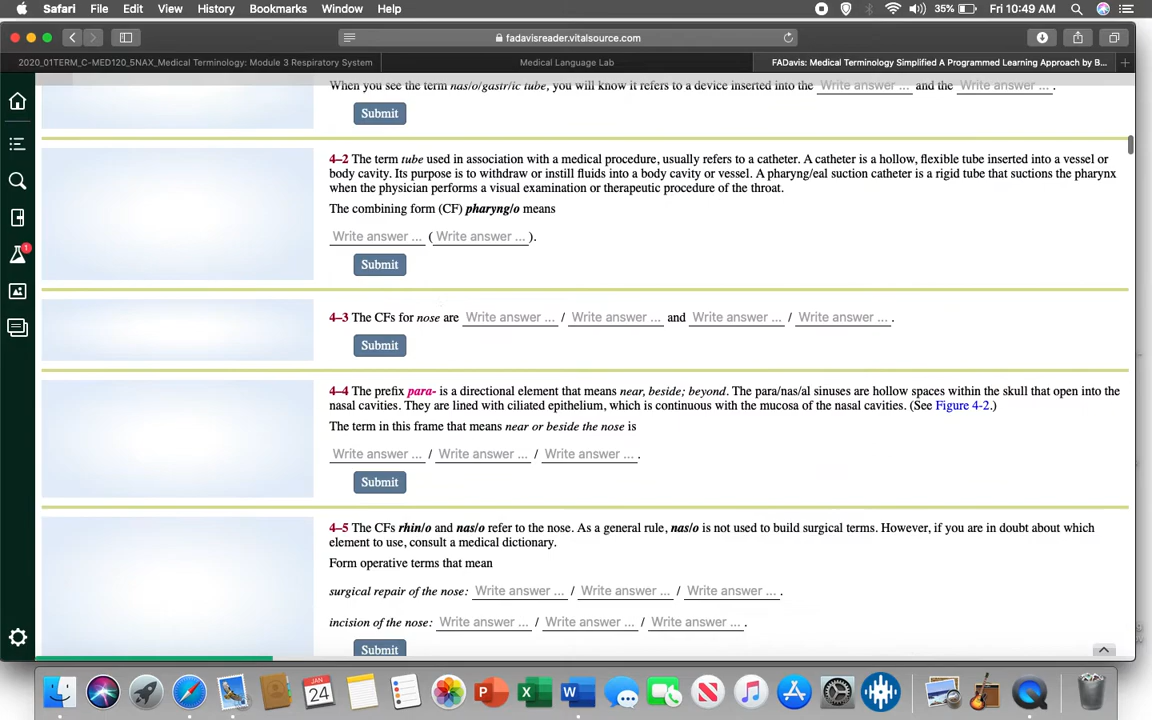 Safari File Edit View History Bookmarks Window Help 35% Fri 10:49 AM
fadavisreader.vitalsource.com
2020_01TERM_C-MED120_5NAX_Medical Terminology: Module 3 Respiratory System Medical Language Lab FADavis: Medical Terminology Simplified A Programmed Learning Approach by B...
When you see the term nas/o/gastr/ic tube, you will know it refers to a device inserted into the Write answer ... and the Write answer ... .
Submit
4–2 The term tube used in association with a medical procedure, usually refers to a catheter. A catheter is a hollow, flexible tube inserted into a vessel or
body cavity. Its purpose is to withdraw or instill fluids into a body cavity or vessel. A pharyng/eal suction catheter is a rigid tube that suctions the pharynx
when the physician performs a visual examination or therapeutic procedure of the throat.
The combining form (CF) pharyng/o means
Write answer ... (Write answer ... ).
Submit
4–3 The CFs for nose are Write answer ... / Write answer ... and Write answer ... / Write answer ... .
Submit
4–4 The prefix para- is a directional element that means near, beside; beyond. The para/nas/al sinuses are hollow spaces within the skull that open into the
nasal cavities. They are lined with ciliated epithelium, which is continuous with the mucosa of the nasal cavities. (See Figure 4-2.)
The term in this frame that means near or beside the nose is
Write answer ... / Write answer ... / Write answer ... .
Submit
4–5 The CFs rhin/o and nas/o refer to the nose. As a general rule, nas/o is not used to build surgical terms. However, if you are in doubt about which
element to use, consult a medical dictionary.
Form operative terms that mean
surgical repair of the nose: Write answer ... / Write answer ... / Write answer ... .
incision of the nose: Write answer ... / Write answer ... / Write answer ... .
Submit
1
JAN
24